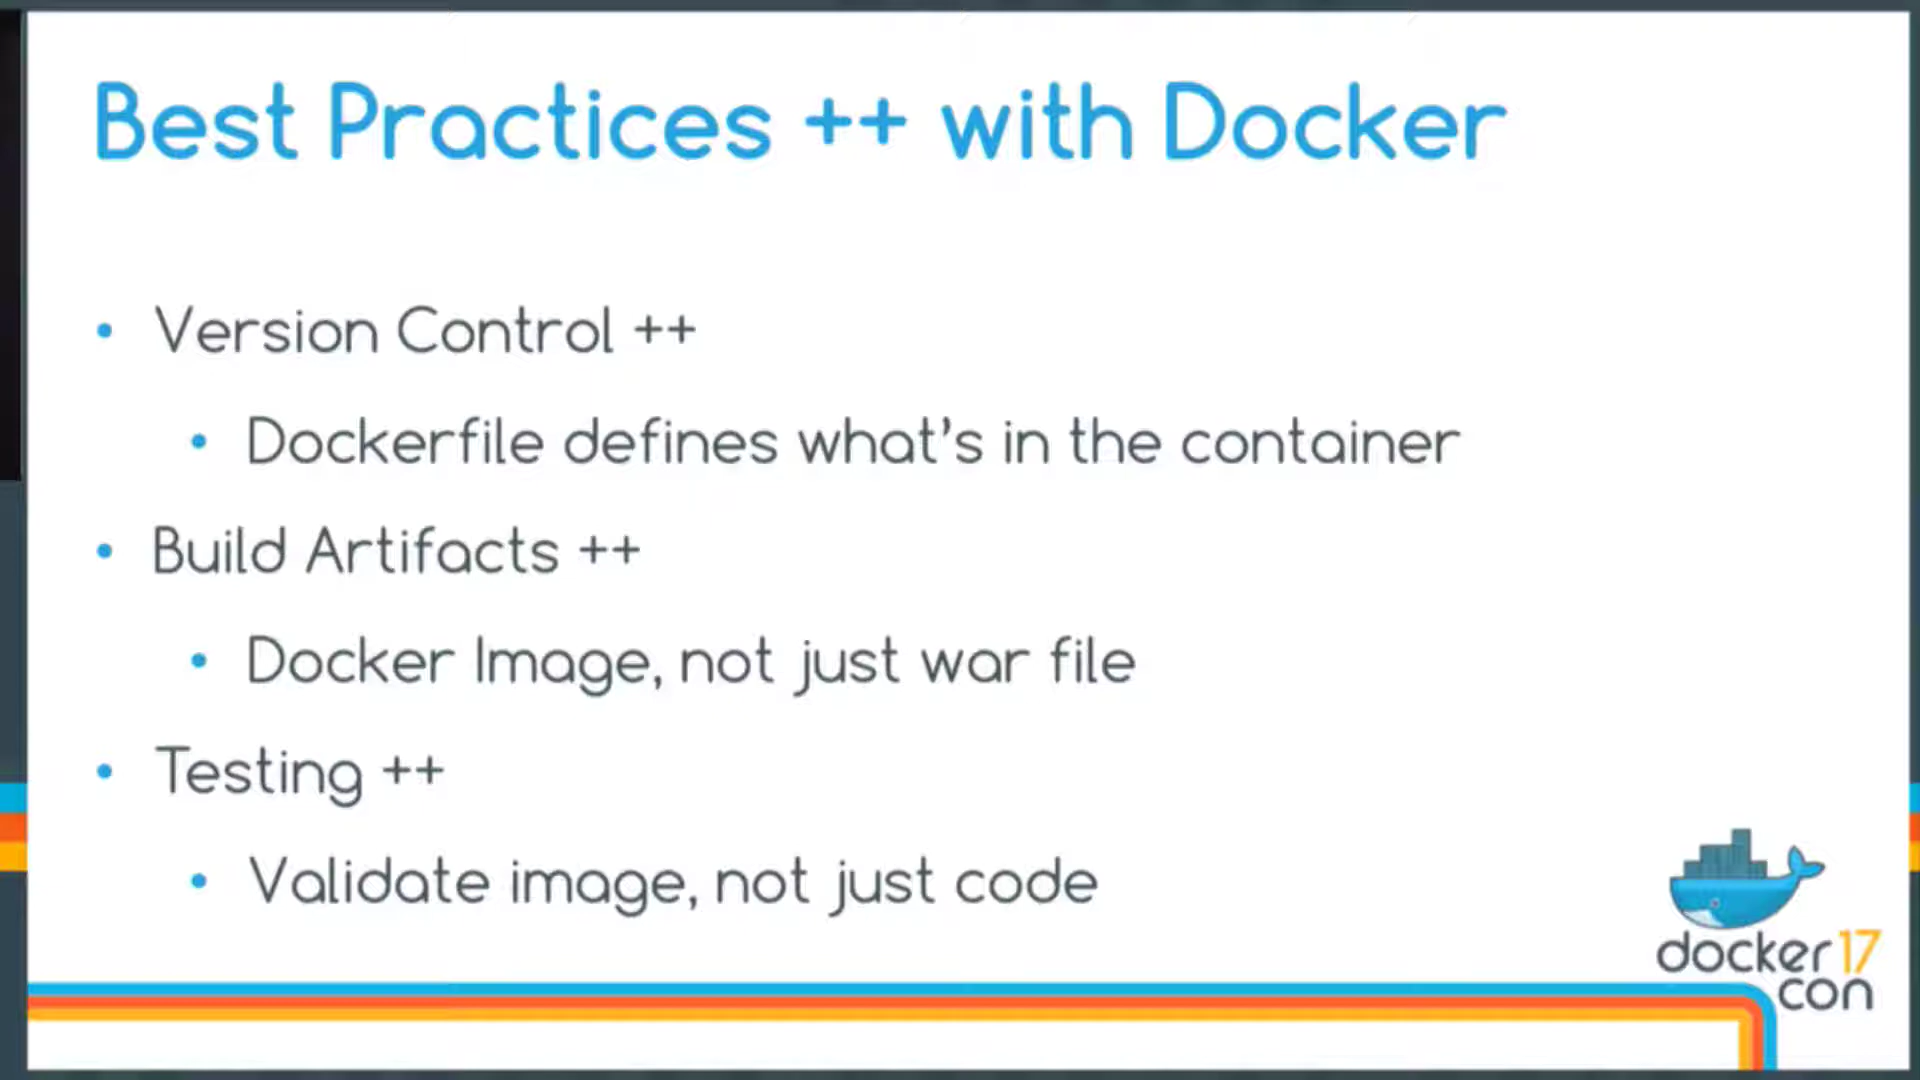 Best Practices ++ with Docker
• Version Control ++
• Dockerfile defines what's in the container
• Build Artifacts ++
• Docker Image, not just war file
• Testing ++
• Validate image, not just code
docker 17
con